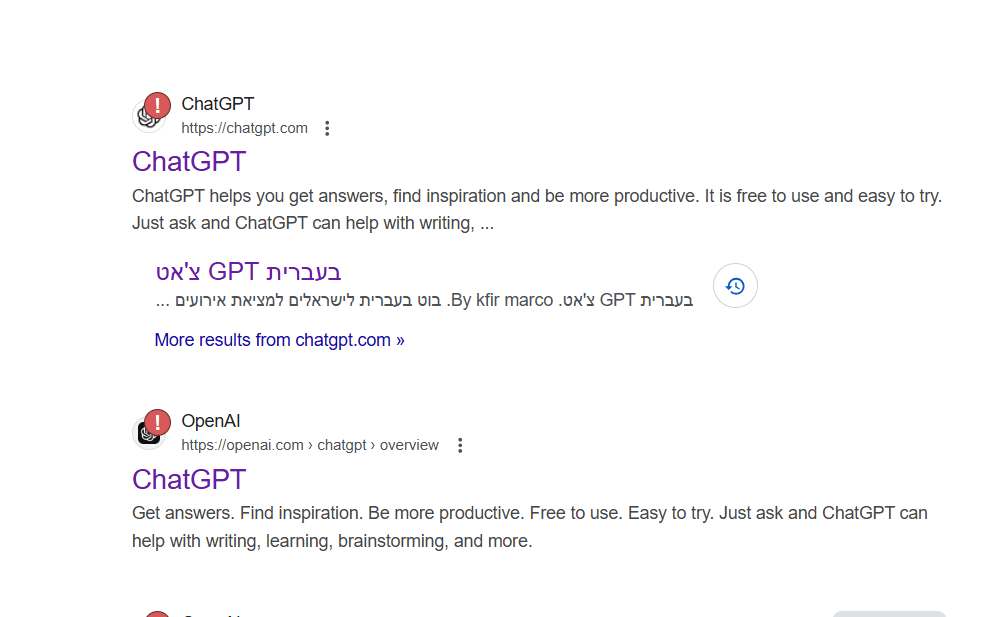 ChatGPT
https://chatgpt.com
ChatGPT
ChatGPT helps you get answers, find inspiration and be more productive. It is free to use and easy to try.
Just ask and ChatGPT can help with writing, ...
צ'אט GPT בעברית
צ'אט GPT בעברית. By kfir marco. בוט בעברית לישראלים למציאת אירועים ...
More results from chatgpt.com »
OpenAI
https://openai.com › chatgpt › overview
ChatGPT
Get answers. Find inspiration. Be more productive. Free to use. Easy to try. Just ask and ChatGPT can
help with writing, learning, brainstorming, and more.